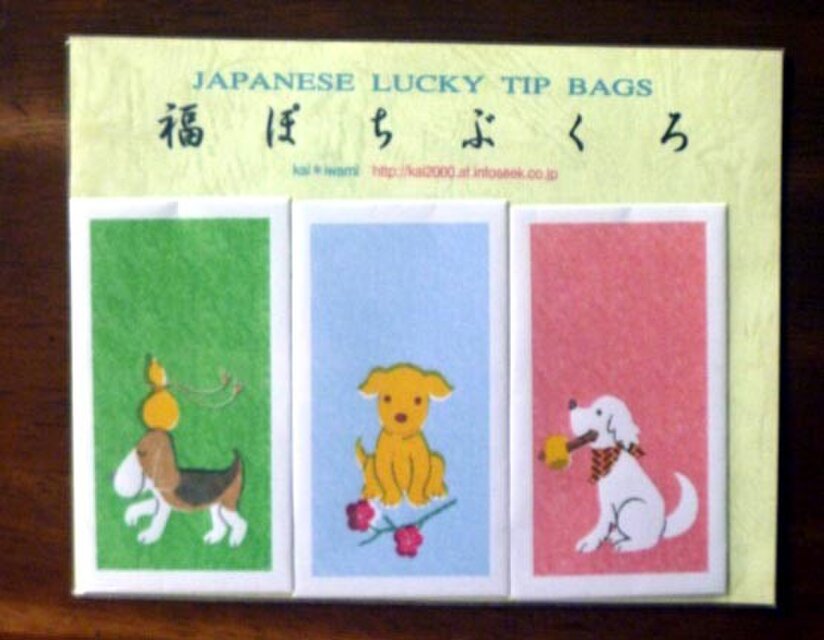 JAPANESE LUCKY TIP BAGS
福ぽちぶくろ
kai*iwami http://kai2000.at.infoseek.co.jp